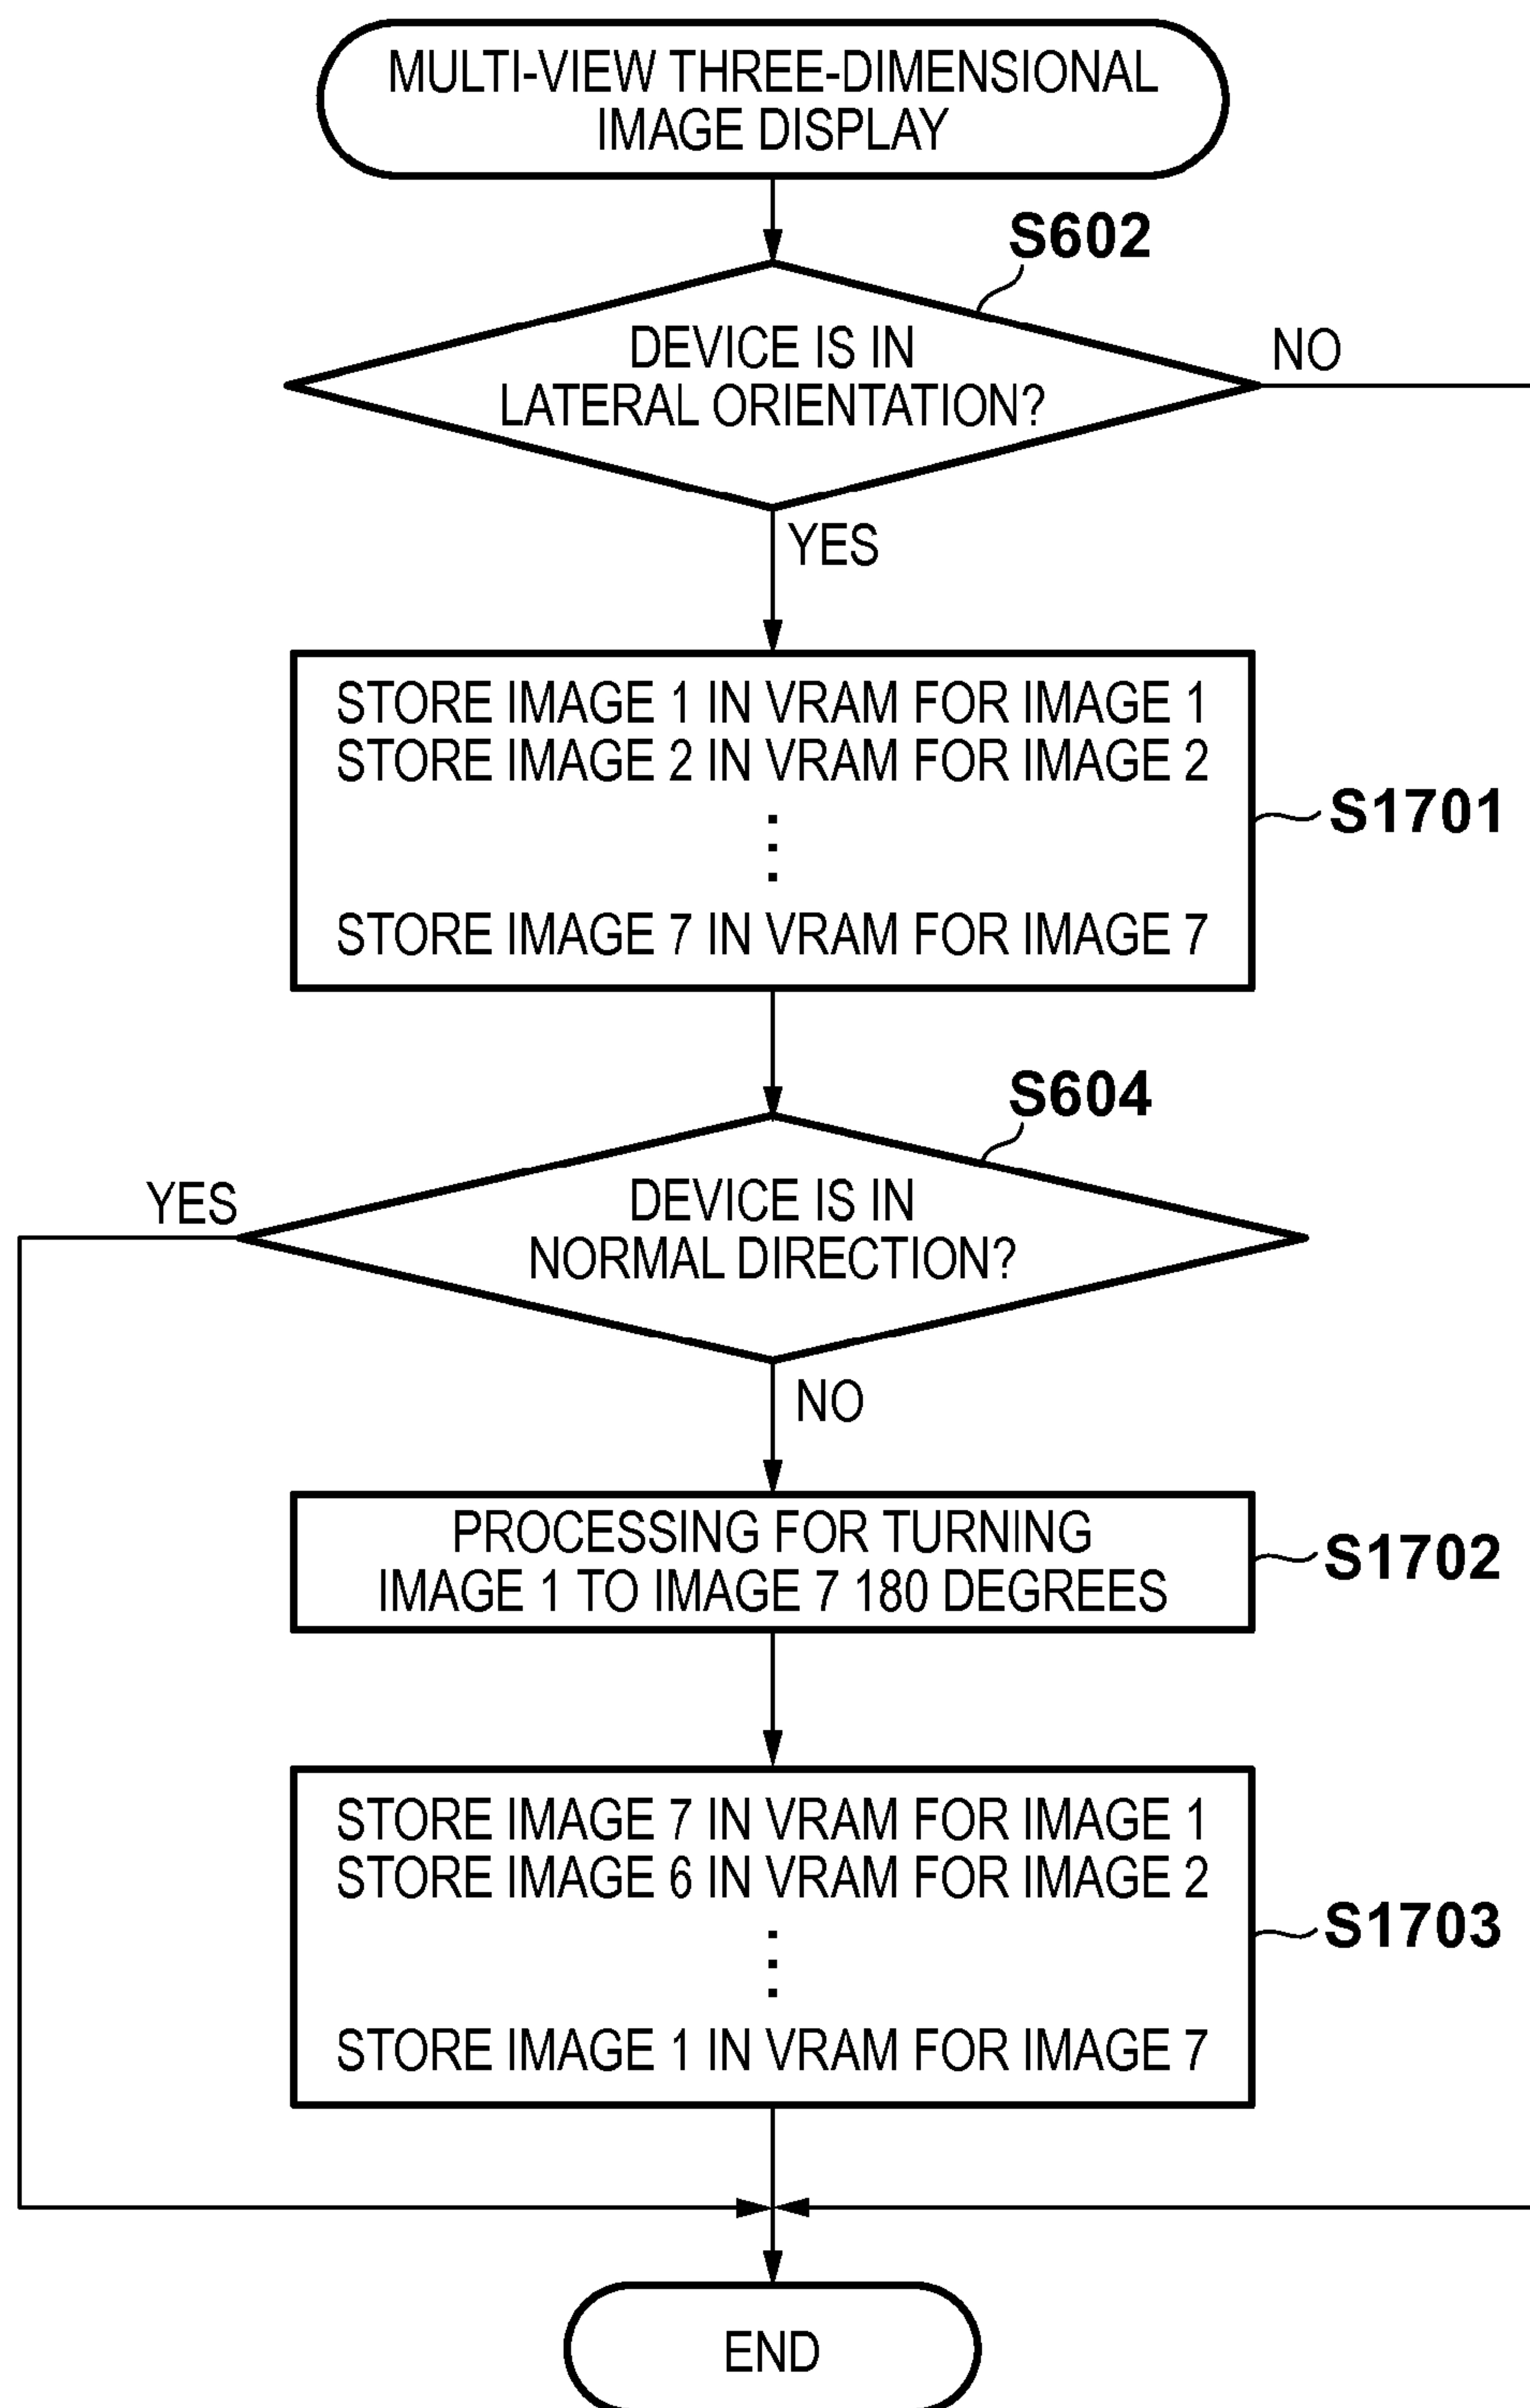 MULTI-VIEW THREE-DIMENSIONAL
IMAGE DISPLAY
S602
DEVICE IS IN
LATERAL ORIENTATION?
NO
YES
STORE IMAGE 1 IN VRAM FOR IMAGE 1
STORE IMAGE 2 IN VRAM FOR IMAGE 2
⋮
STORE IMAGE 7 IN VRAM FOR IMAGE 7
S1701
S604
DEVICE IS IN
NORMAL DIRECTION?
YES
NO
PROCESSING FOR TURNING
IMAGE 1 TO IMAGE 7 180 DEGREES
S1702
STORE IMAGE 7 IN VRAM FOR IMAGE 1
STORE IMAGE 6 IN VRAM FOR IMAGE 2
⋮
STORE IMAGE 1 IN VRAM FOR IMAGE 7
S1703
END